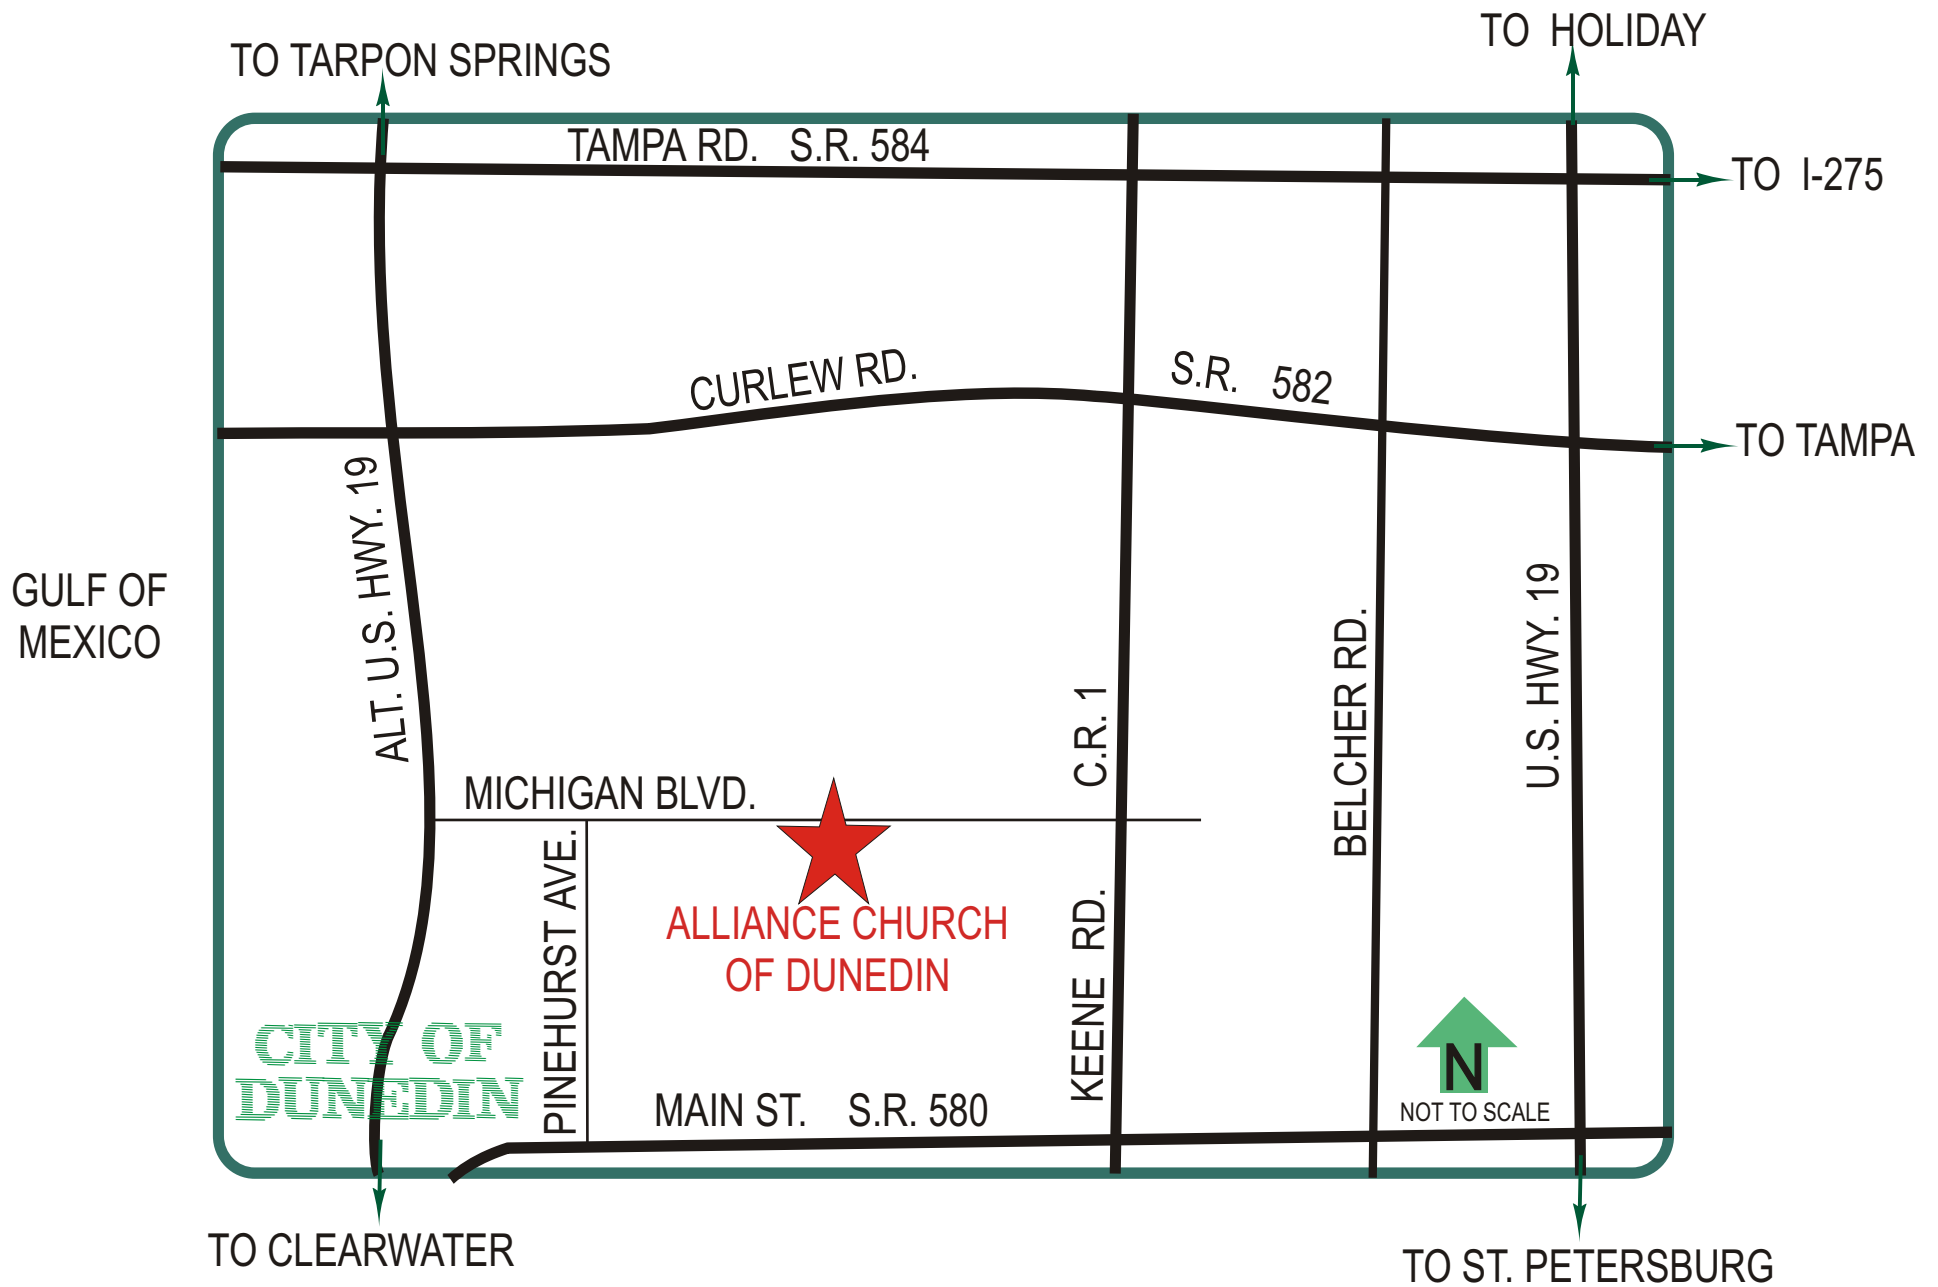 TO HOLIDAY
TO TARPON SPRINGS
TAMPA RD. S.R. 584
TO I-275
CURLEW RD. S.R. 582
TO TAMPA
ALT. U.S. HWY. 19
GULF OF
MEXICO
C.R. 1
BELCHER RD.
U.S. HWY. 19
MICHIGAN BLVD.
PINEHURST AVE.
ALLIANCE CHURCH
OF DUNEDIN
KEENE RD.
CITY OF
DUNEDIN
MAIN ST. S.R. 580
N
NOT TO SCALE
TO CLEARWATER
TO ST. PETERSBURG